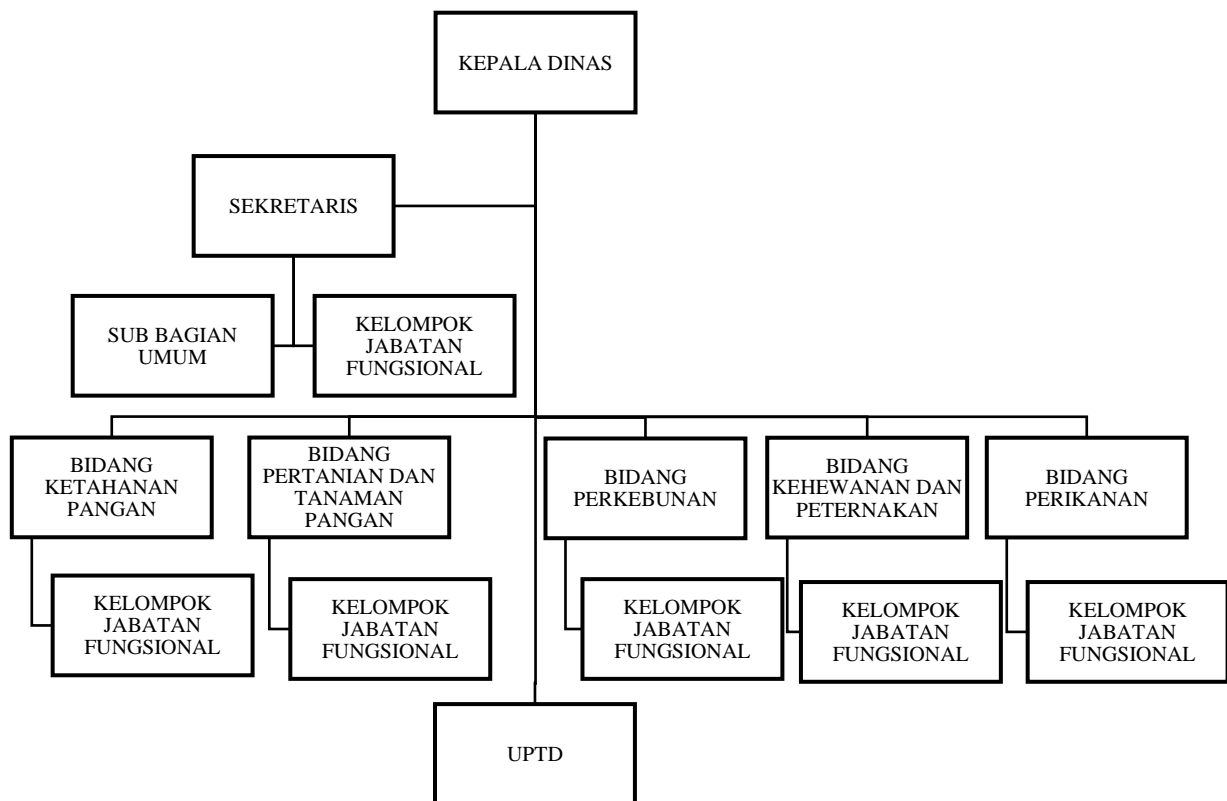 KEPALA DINAS
SEKRETARIS
SUB BAGIAN
UMUM
KELOMPOK
JABATAN
FUNGSIONAL
BIDANG
KETAHANAN
PANGAN
BIDANG
PERTANIAN DAN
TANAMAN
PANGAN
BIDANG
PERKEBUNAN
BIDANG
KEHEWANAN DAN
PETERNAKAN
BIDANG
PERIKANAN
KELOMPOK
JABATAN
FUNGSIONAL
KELOMPOK
JABATAN
FUNGSIONAL
KELOMPOK
JABATAN
FUNGSIONAL
KELOMPOK
JABATAN
FUNGSIONAL
KELOMPOK
JABATAN
FUNGSIONAL
UPTD